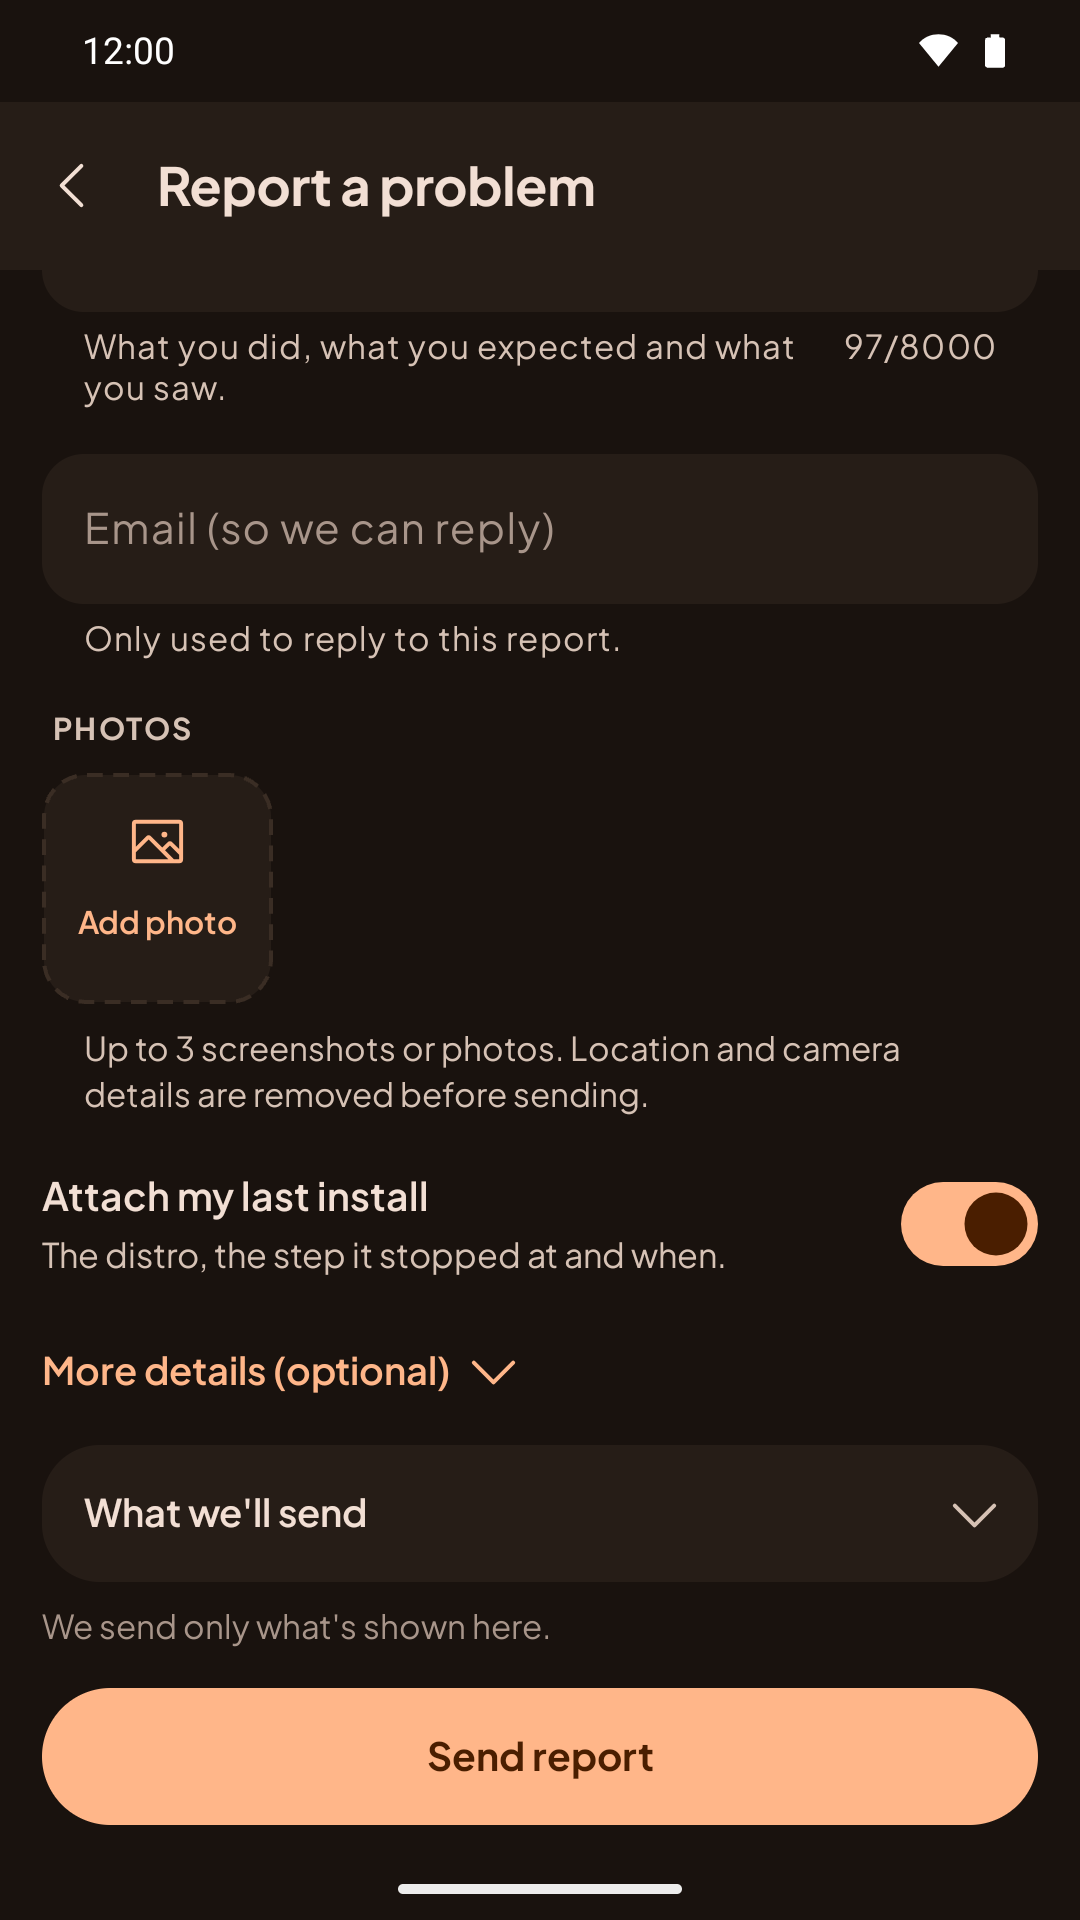 12:00
Report a problem
What you did, what you expected and what 97/8000
you saw.
Email (so we can reply)
Only used to reply to this report.
PHOTOS
Add photo
Up to 3 screenshots or photos. Location and camera
details are removed before sending.
Attach my last install
The distro, the step it stopped at and when.
More details (optional)
What we'll send
We send only what's shown here.
Send report